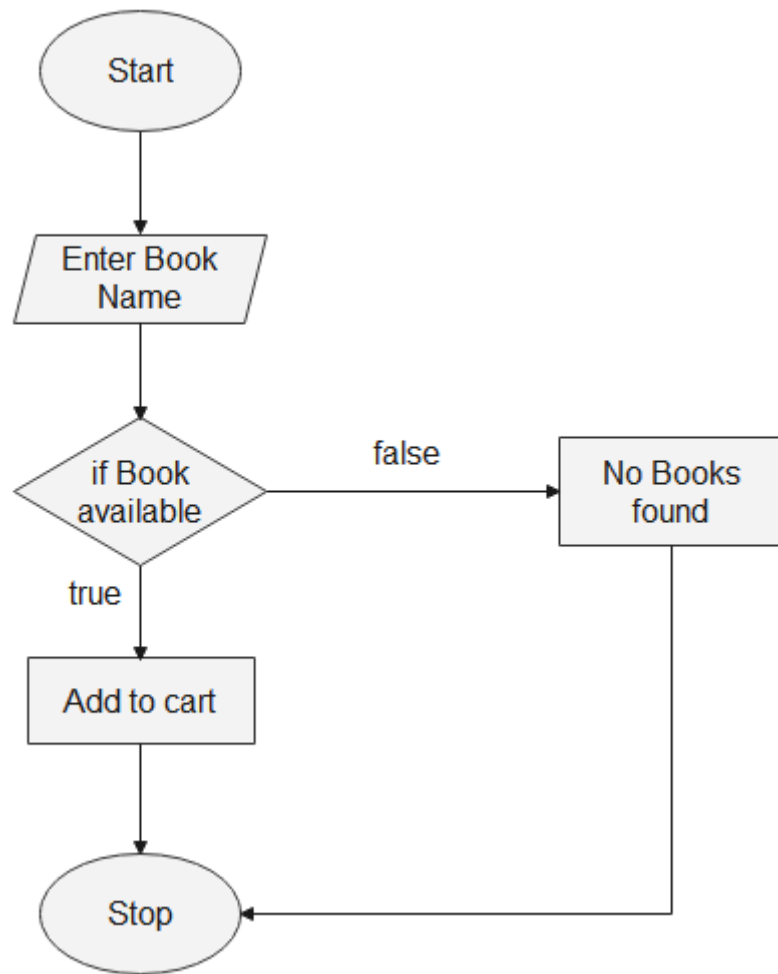 Start
Enter Book
Name
if Book
available
false
No Books
found
true
Add to cart
Stop